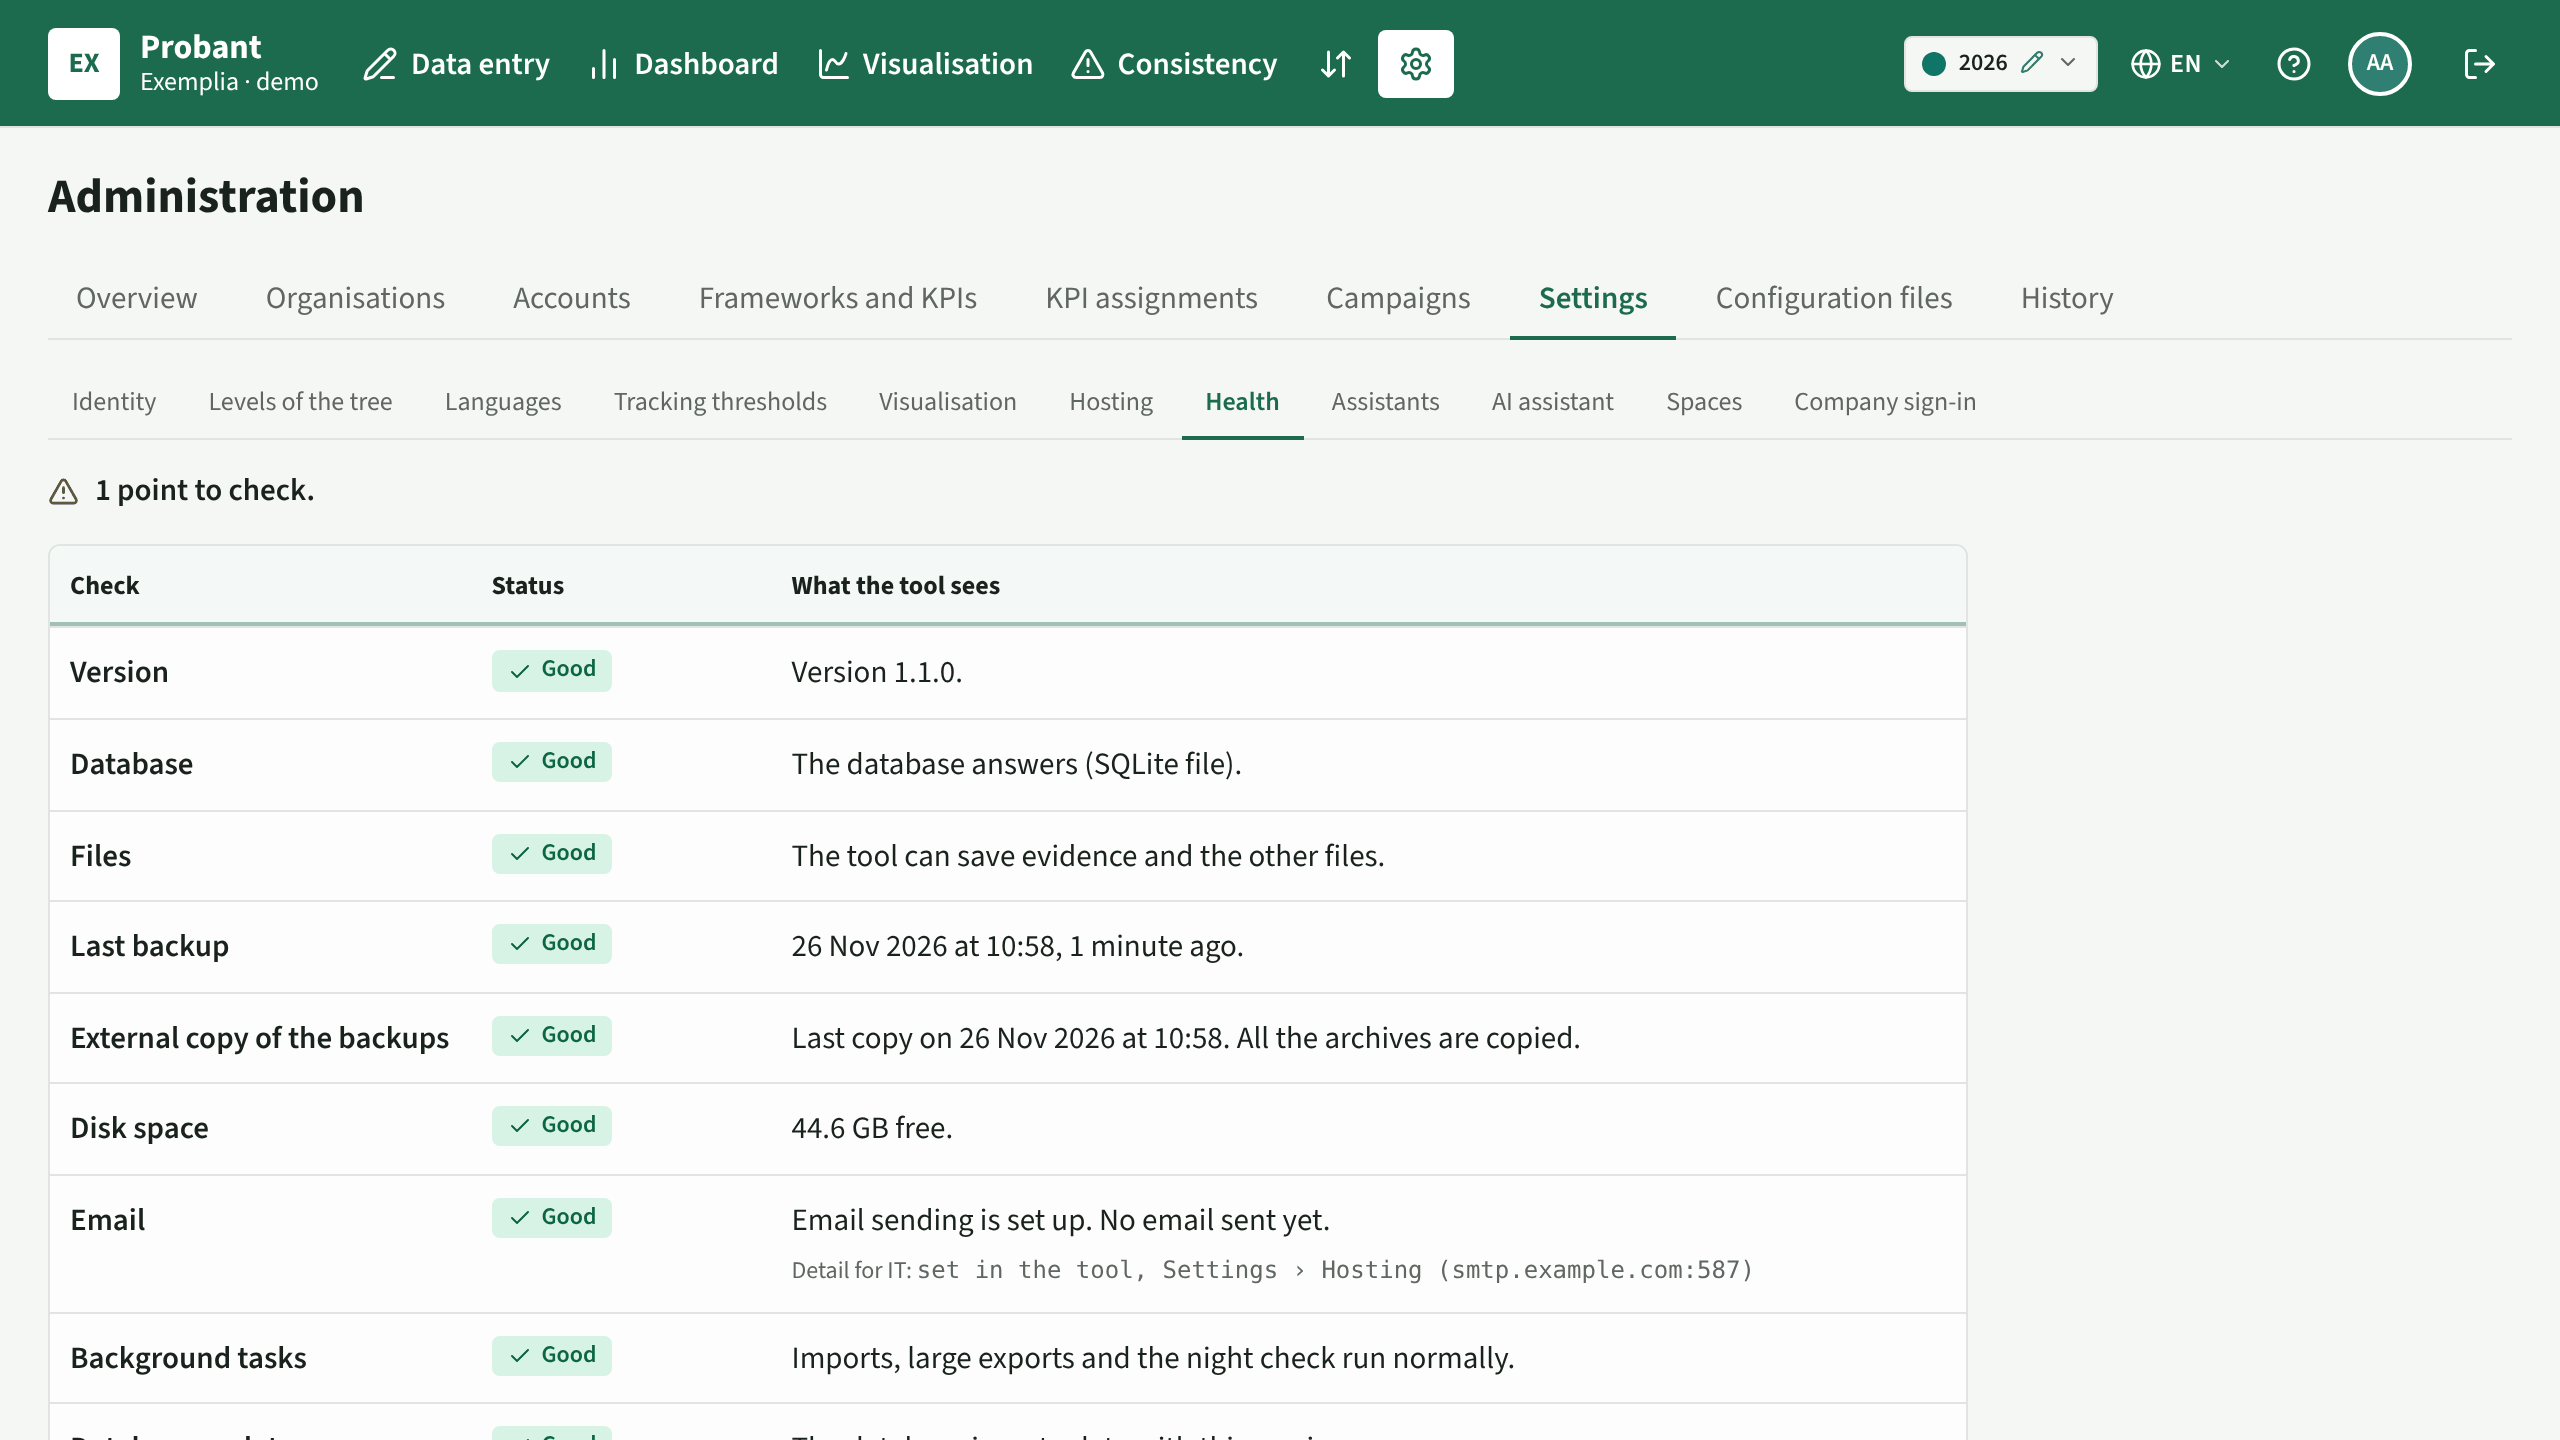 EX
Probant
Exemplia · demo
Data entry
Dashboard
Visualisation
Consistency
2026
EN
AA
Administration
Overview
Organisations
Accounts
Frameworks and KPIs
KPI assignments
Campaigns
Settings
Configuration files
History
Identity
Levels of the tree
Languages
Tracking thresholds
Visualisation
Hosting
Health
Assistants
AI assistant
Spaces
Company sign-in
1 point to check.
Check Status What the tool sees
Version Good Version 1.1.0.
Database Good The database answers (SQLite file).
Files Good The tool can save evidence and the other files.
Last backup Good 26 Nov 2026 at 10:58, 1 minute ago.
External copy of the backups Good Last copy on 26 Nov 2026 at 10:58. All the archives are copied.
Disk space Good 44.6 GB free.
Email Good Email sending is set up. No email sent yet.
Detail for IT: set in the tool, Settings › Hosting (smtp.example.com:587)
Background tasks Good Imports, large exports and the night check run normally.